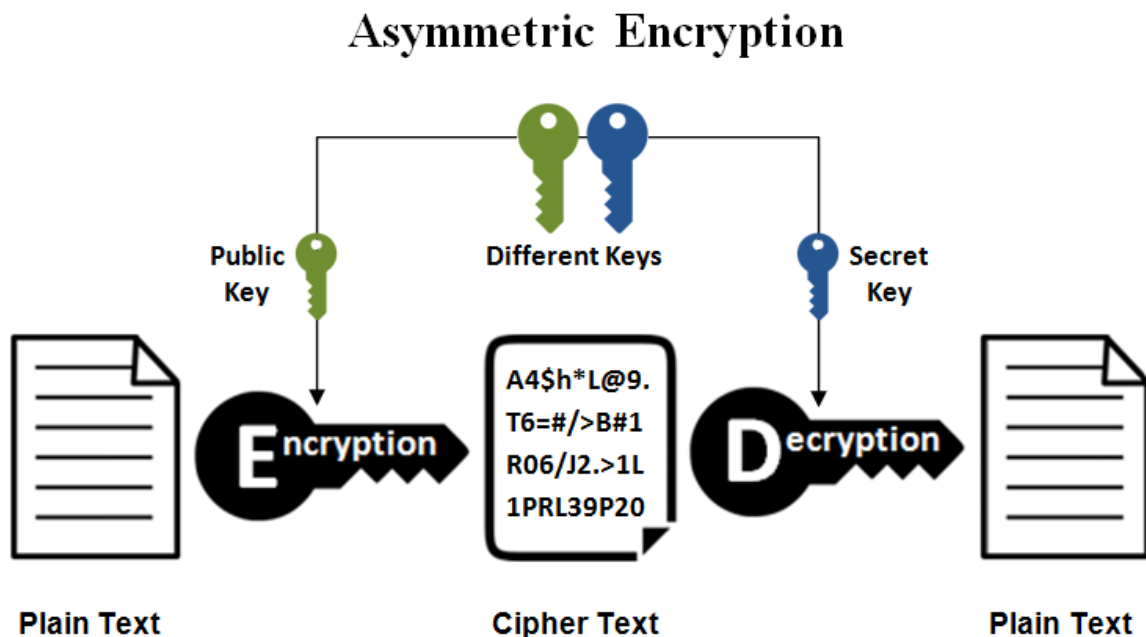 Asymmetric Encryption
Public
Key
Different Keys
Secret
Key
Encryption
A4$h*L@9.
T6=#/>B#1
R06/J2.>1L
1PRL39P20
Decryption
Plain Text
Cipher Text
Plain Text